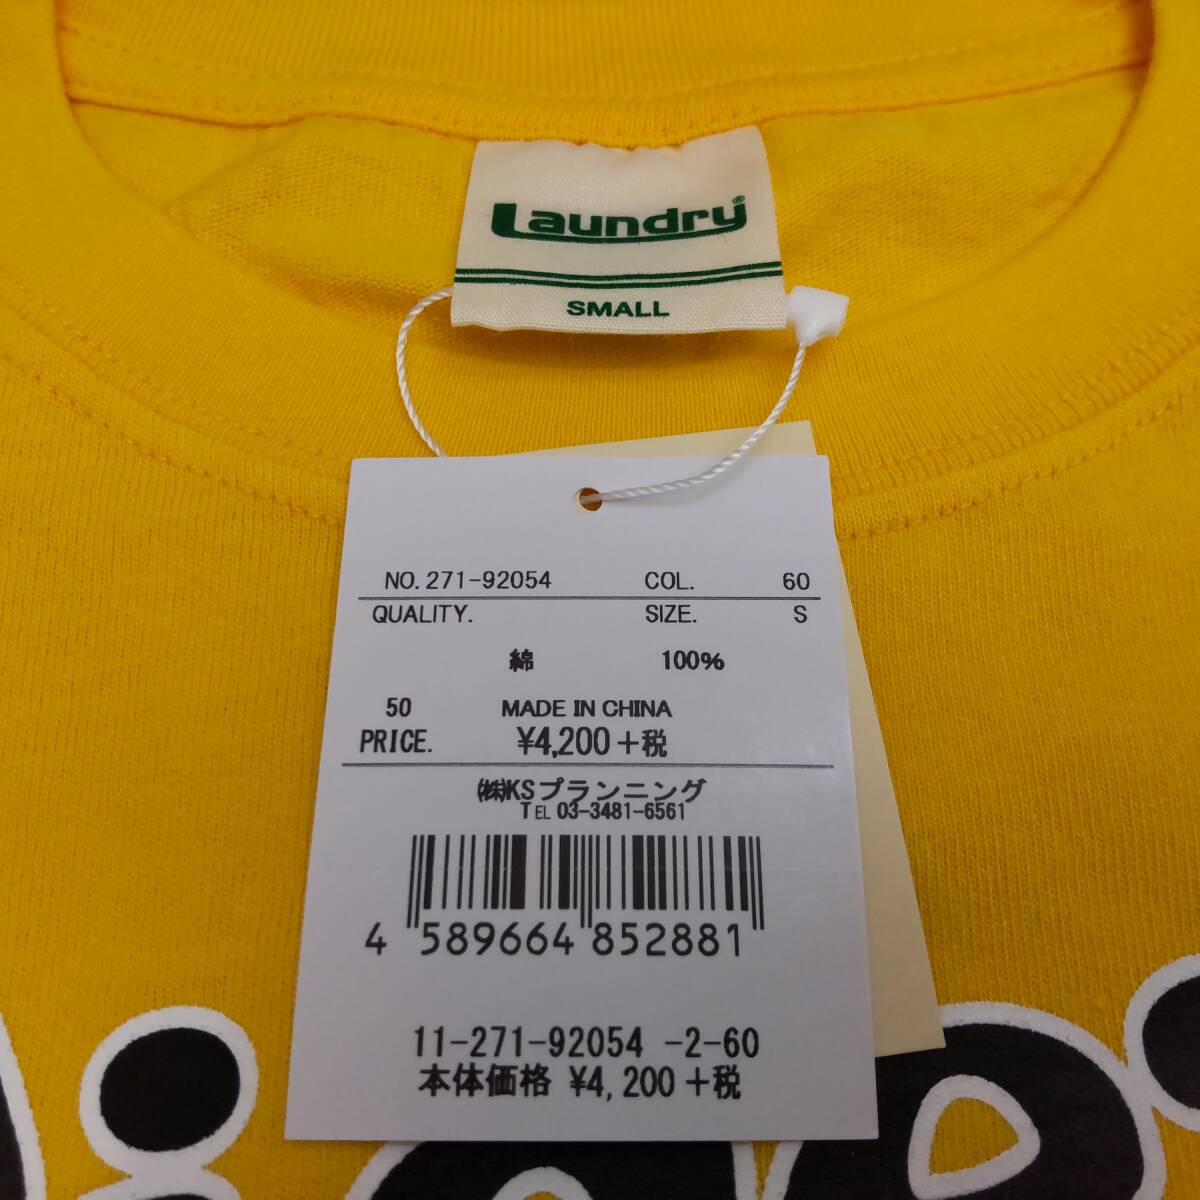 Laundry®
SMALL
NO. 271-92054 COL. 60
QUALITY. SIZE. S
綿 100%
50 MADE IN CHINA
PRICE. ¥4,200+税
㈱KSプランニング
TEL 03-3481-6561
4 589664 852881
11-271-92054 -2-60
本体価格 ¥4,200+税